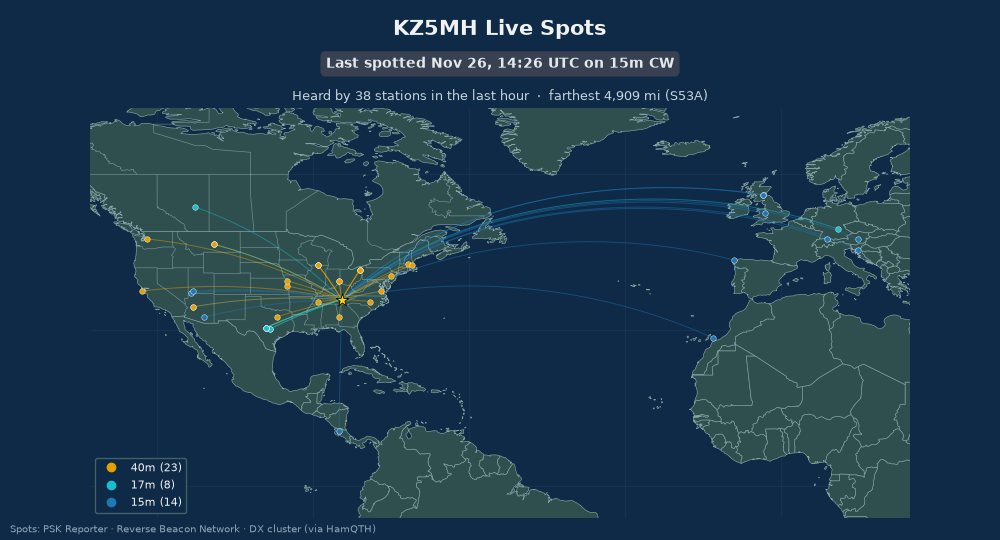 KZ5MH Live Spots
Last spotted Nov 26, 14:26 UTC on 15m CW
Heard by 38 stations in the last hour · farthest 4,909 mi (S53A)
40m (23)
17m (8)
15m (14)
Spots: PSK Reporter · Reverse Beacon Network · DX cluster (via HamQTH)